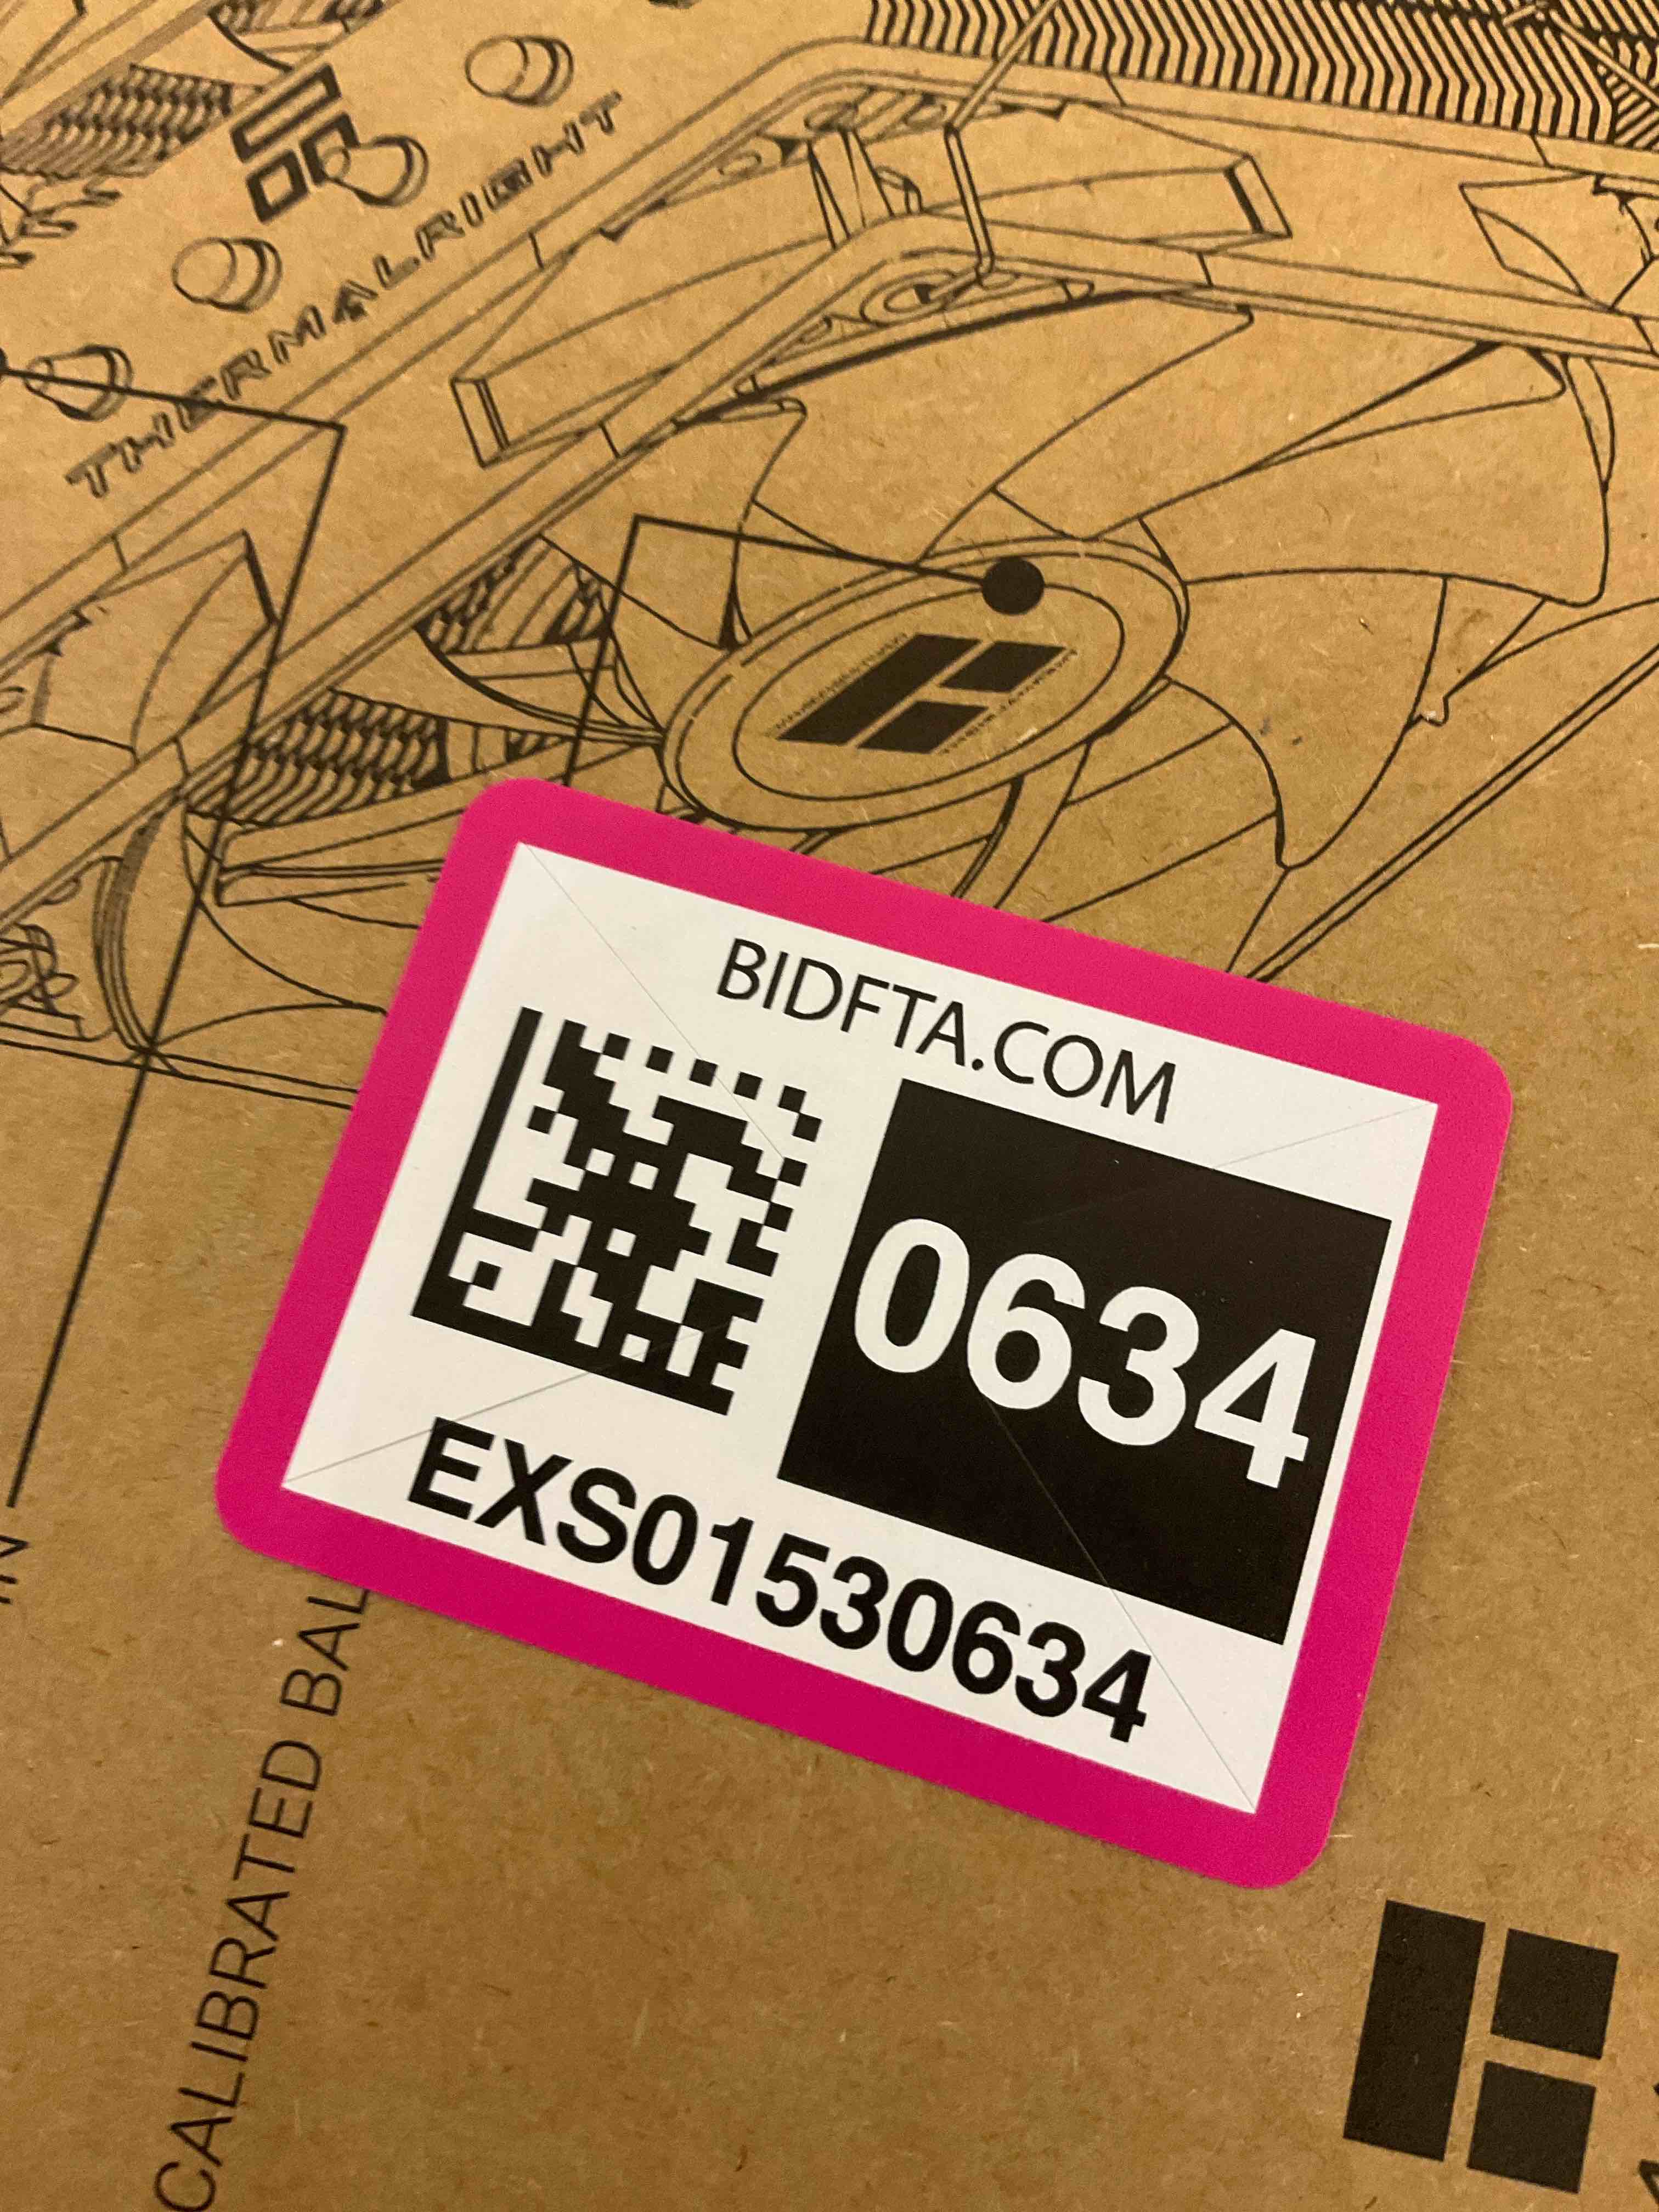 THERMALRIGHT
BIDFTA.COM
0634
EXS01530634
CALIBRATED BAL